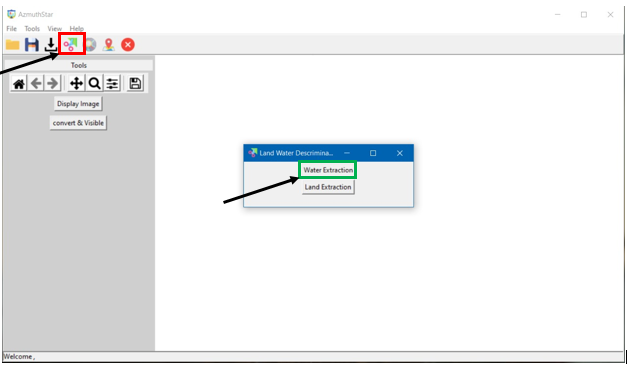 AzmuthStar
File Tools View Help
Tools
Display Image
convert & Visible
Land Water Descrimina...
Water Extraction
Land Extraction
Welcome,